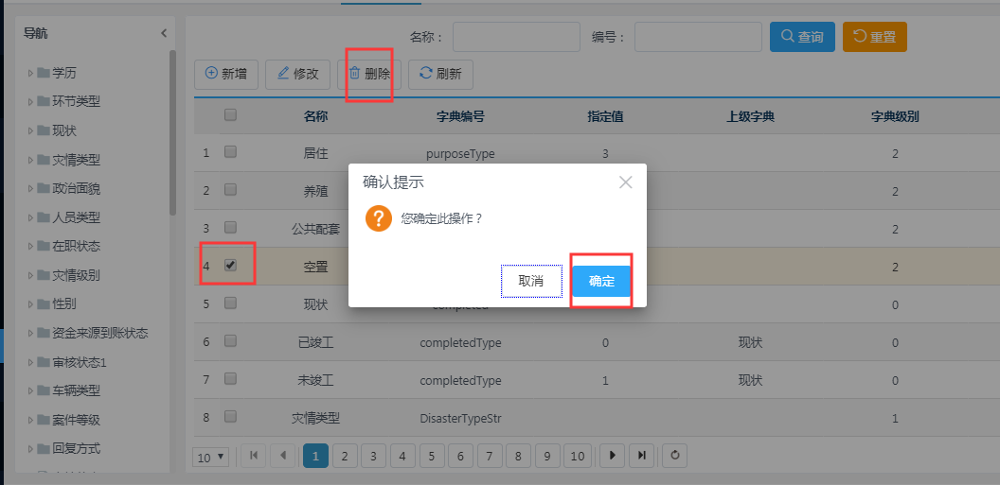 导航
学历
环节类型
现状
灾情类型
政治面貌
人员类型
在职状态
灾情级别
性别
资金来源到账状态
审核状态1
车辆类型
案件等级
回复方式
名称： 编号： 查询 重置
新增 修改 删除 刷新
名称 字典编号 指定值 上级字典 字典级别
1 居住 purposeType 3 2
2 养殖 2
3 公共配套 2
4 空置 2
5 现状 completed 0
6 已竣工 completedType 0 现状 0
7 未竣工 completedType 1 现状 0
8 灾情类型 DisasterTypeStr 1
确认提示
您确定此操作？
取消 确定
10 1 2 3 4 5 6 7 8 9 10